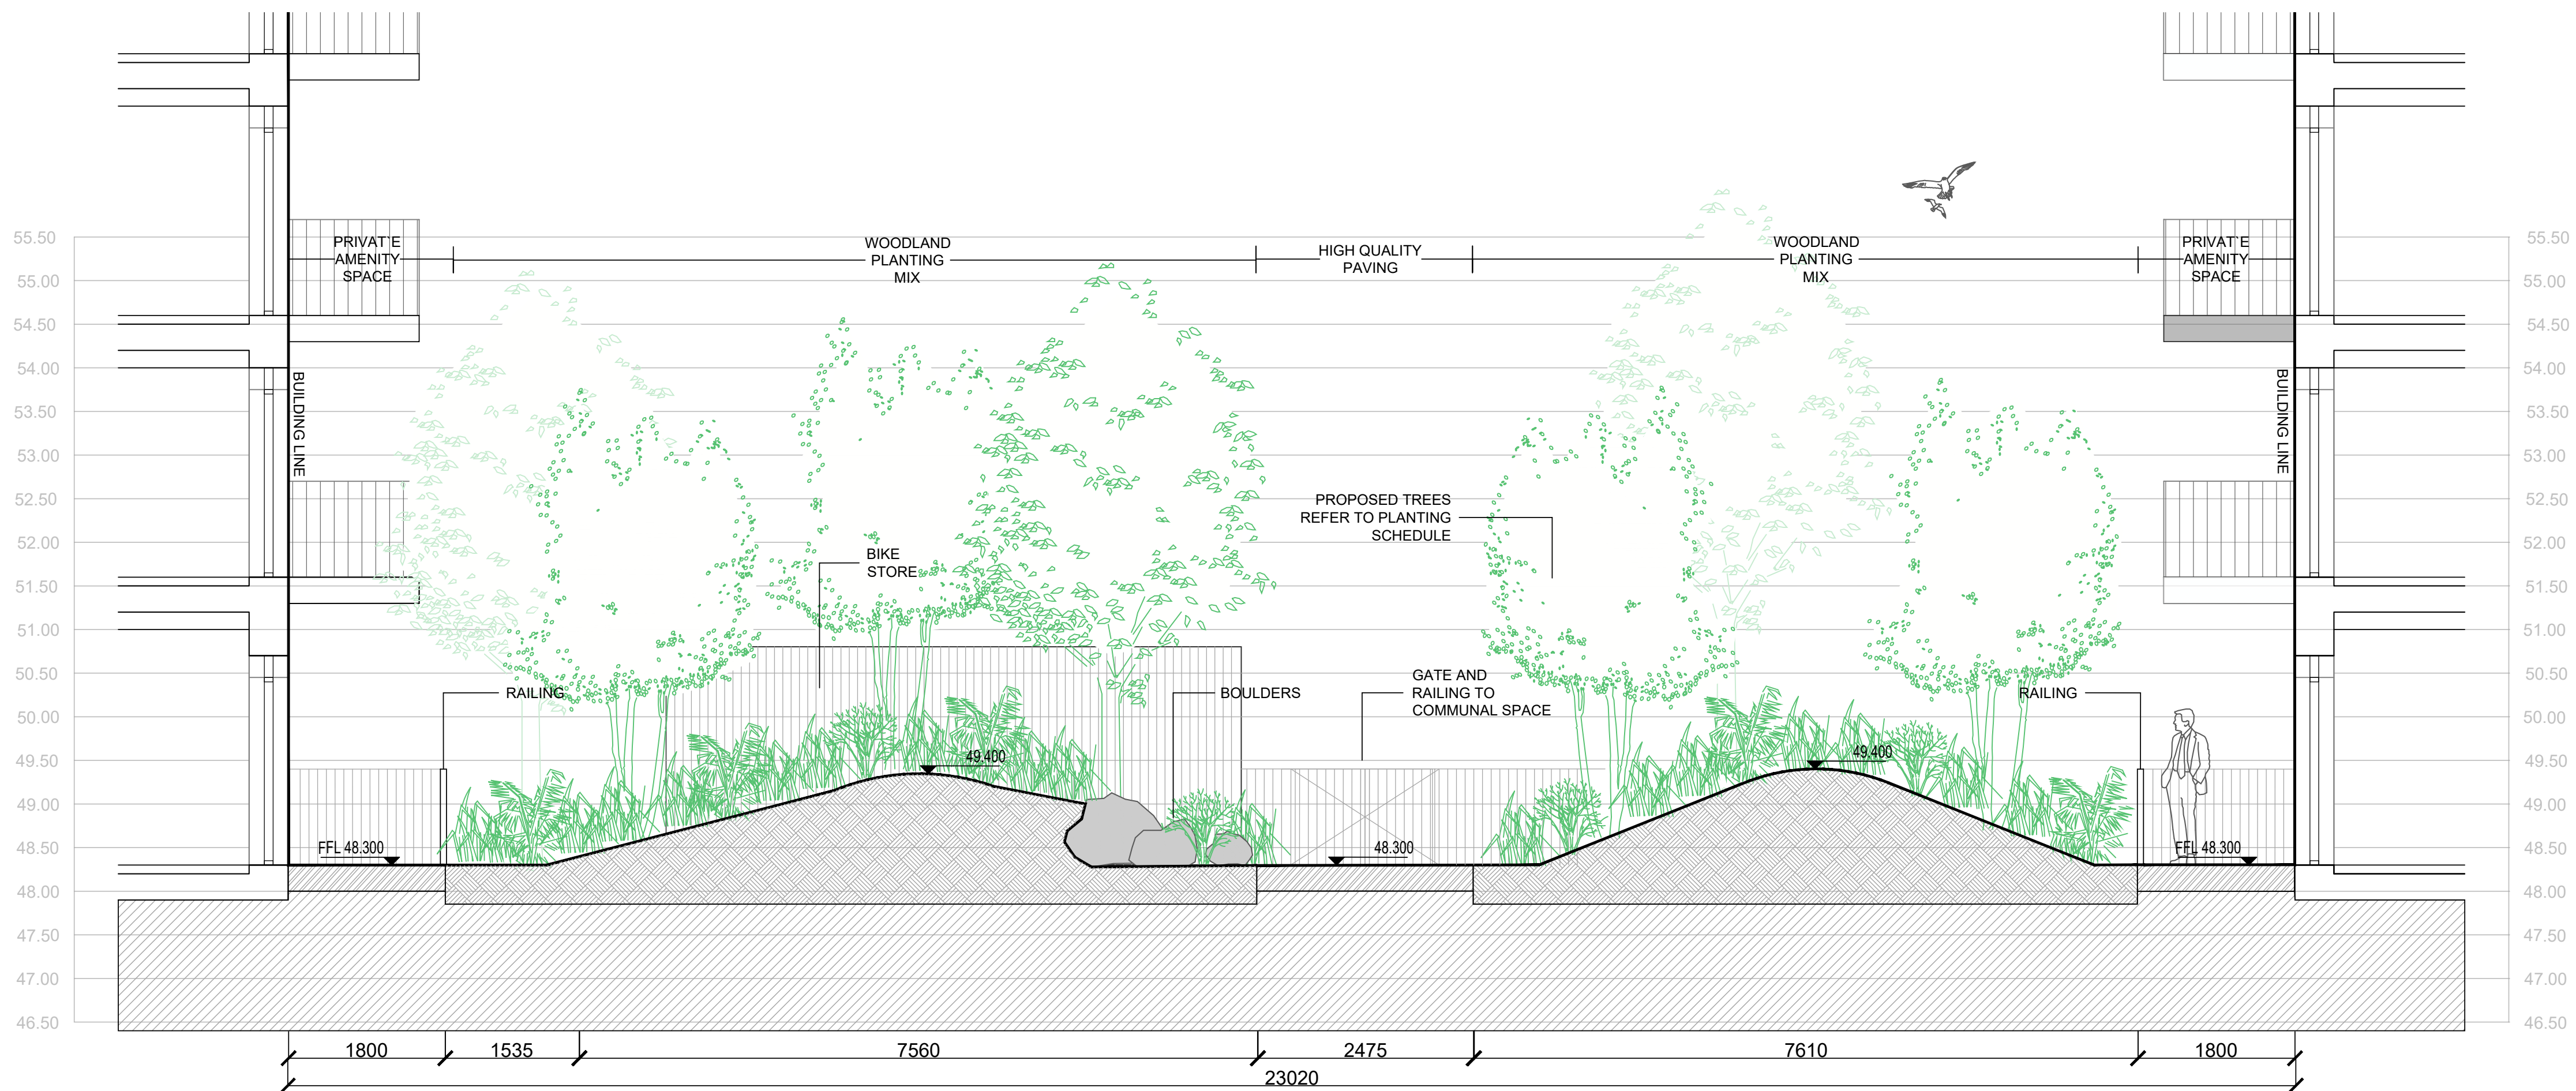 PRIVAT`E
AMENITY
SPACE
WOODLAND
PLANTING
MIX
HIGH QUALITY
PAVING
WOODLAND
PLANTING
MIX
PRIVAT`E
AMENITY
SPACE
55.50
55.00
54.50
54.00
53.50
53.00
52.50
52.00
51.50
51.00
50.50
50.00
49.50
49.00
48.50
48.00
47.50
47.00
46.50
BUILDING LINE
BIKE
STORE
PROPOSED TREES
REFER TO PLANTING
SCHEDULE
RAILING
BOULDERS
GATE AND
RAILING TO
COMMUNAL SPACE
RAILING
49.400
49.400
FFL 48.300
48.300
FFL 48.300
BUILDING LINE
55.50
55.00
54.50
54.00
53.50
53.00
52.50
52.00
51.50
51.00
50.50
50.00
49.50
49.00
48.50
48.00
47.50
47.00
46.50
1800
1535
7560
2475
7610
1800
23020